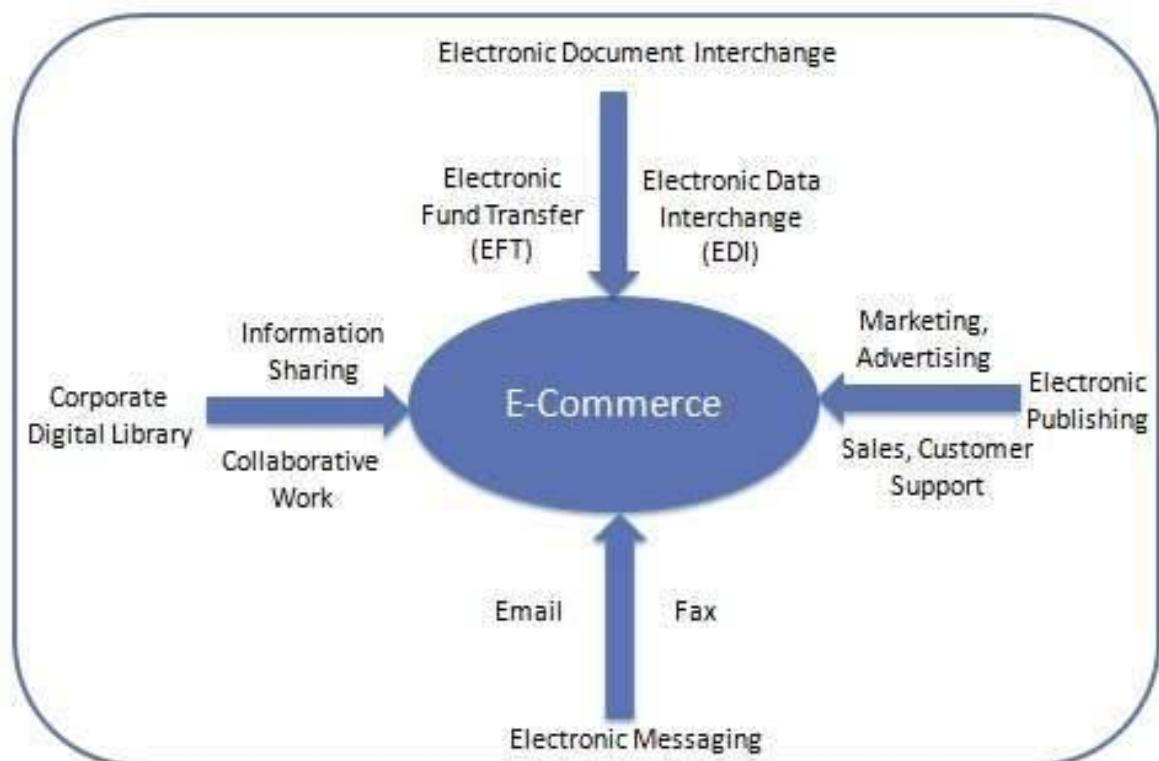 Electronic Document Interchange
Electronic
Fund Transfer
(EFT)
Electronic Data
Interchange
(EDI)
Information
Sharing
Corporate
Digital Library
Collaborative
Work
E-Commerce
Marketing,
Advertising
Electronic
Publishing
Sales, Customer
Support
Email
Fax
Electronic Messaging